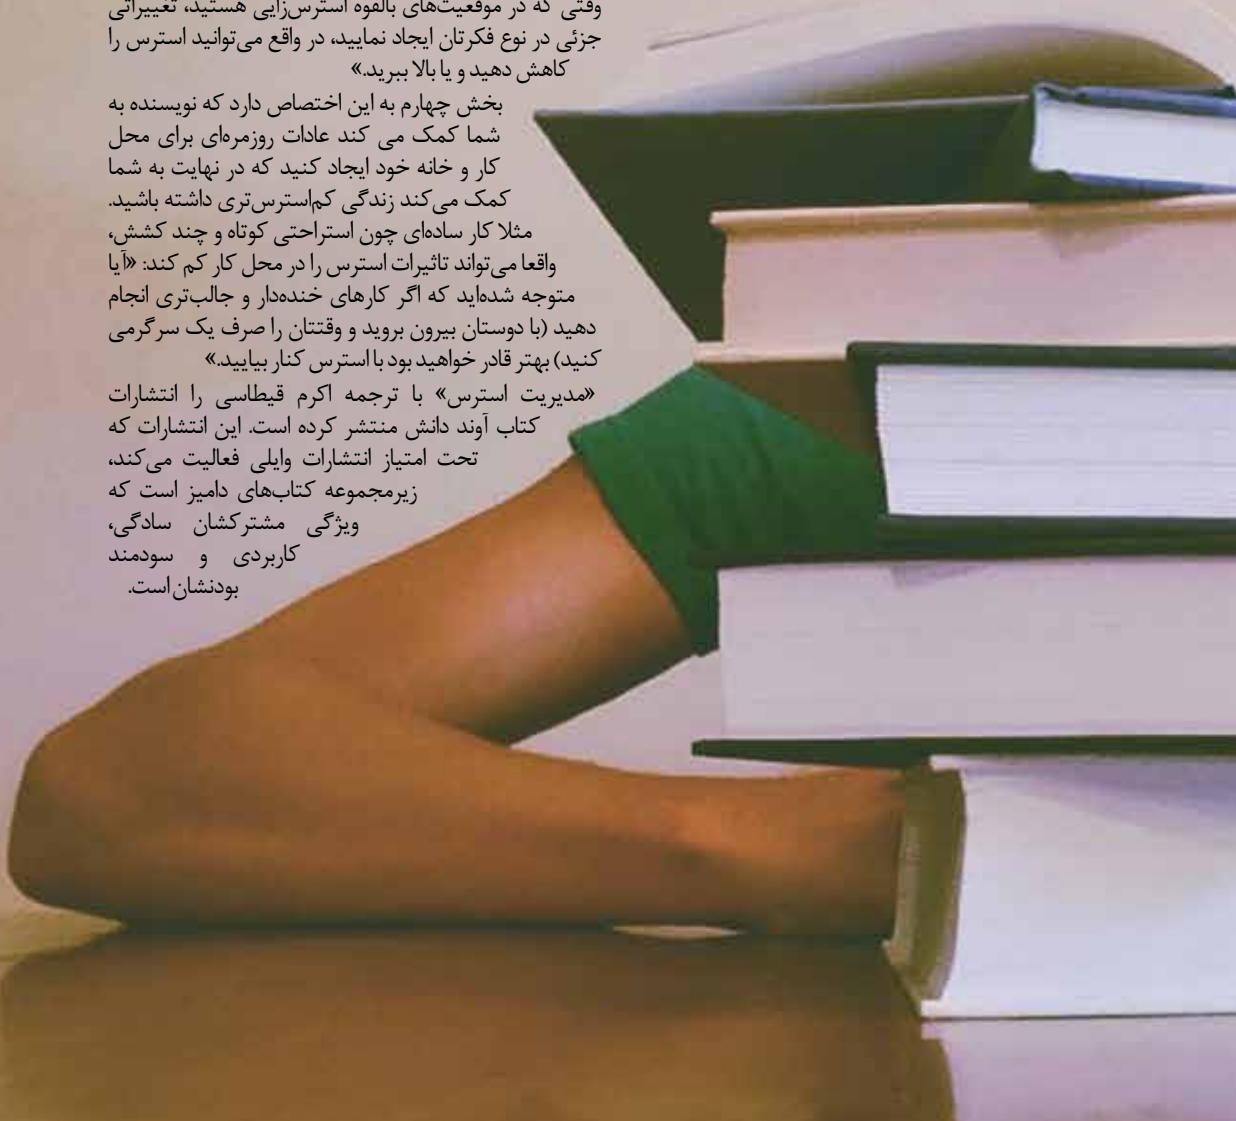 وقتی که در موقعیت‌های بالقوه استرس‌زایی هستید، تغییراتی
جزئی در نوع فکرتان ایجاد نمایید، در واقع می‌توانید استرس را
کاهش دهید و یا بالا ببرید.»
بخش چهارم به این اختصاص دارد که نویسنده به
شما کمک می کند عادات روزمره‌ای برای محل
کار و خانه خود ایجاد کنید که در نهایت به شما
کمک می‌کند زندگی کم‌استرس‌تری داشته باشید.
مثلا کار ساده‌ای چون استراحتی کوتاه و چند کشش،
واقعا می‌تواند تاثیرات استرس را در محل کار کم کند: «آیا
متوجه شده‌اید که اگر کارهای خنده‌دار و جالب‌تری انجام
دهید (با دوستان بیرون بروید و وقتتان را صرف یک سرگرمی
کنید) بهتر قادر خواهید بود با استرس کنار بیایید.»
«مدیریت استرس» با ترجمه اکرم قیطاسی را انتشارات
کتاب آوند دانش منتشر کرده است. این انتشارات که
تحت امتیاز انتشارات وایلی فعالیت می‌کند،
زیرمجموعه کتاب‌های دامیز است که
ویژگی مشترکشان سادگی،
کاربردی و سودمند
بودنشان است.